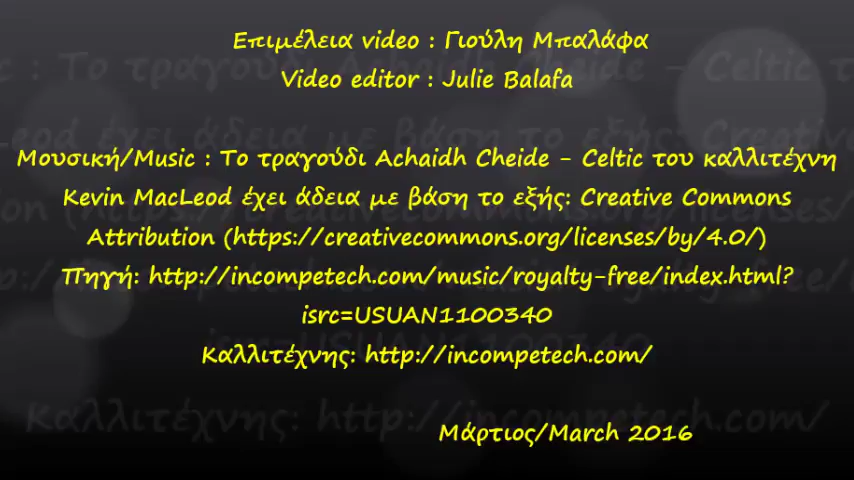 Επιμέλεια video : Γιούλη Μπαλάφα
Video editor : Julie Balafa
Μουσική/Music : Το τραγούδι Achaidh Cheide - Celtic του καλλιτέχνη
Kevin MacLeod έχει άδεια με βάση το εξής: Creative Commons
Attribution (https://creativecommons.org/licenses/by/4.0/)
Πηγή: http://incompetech.com/music/royalty-free/index.html?
isrc=USUAN1100340
Καλλιτέχνης: http://incompetech.com/
Μάρτιος/March 2016